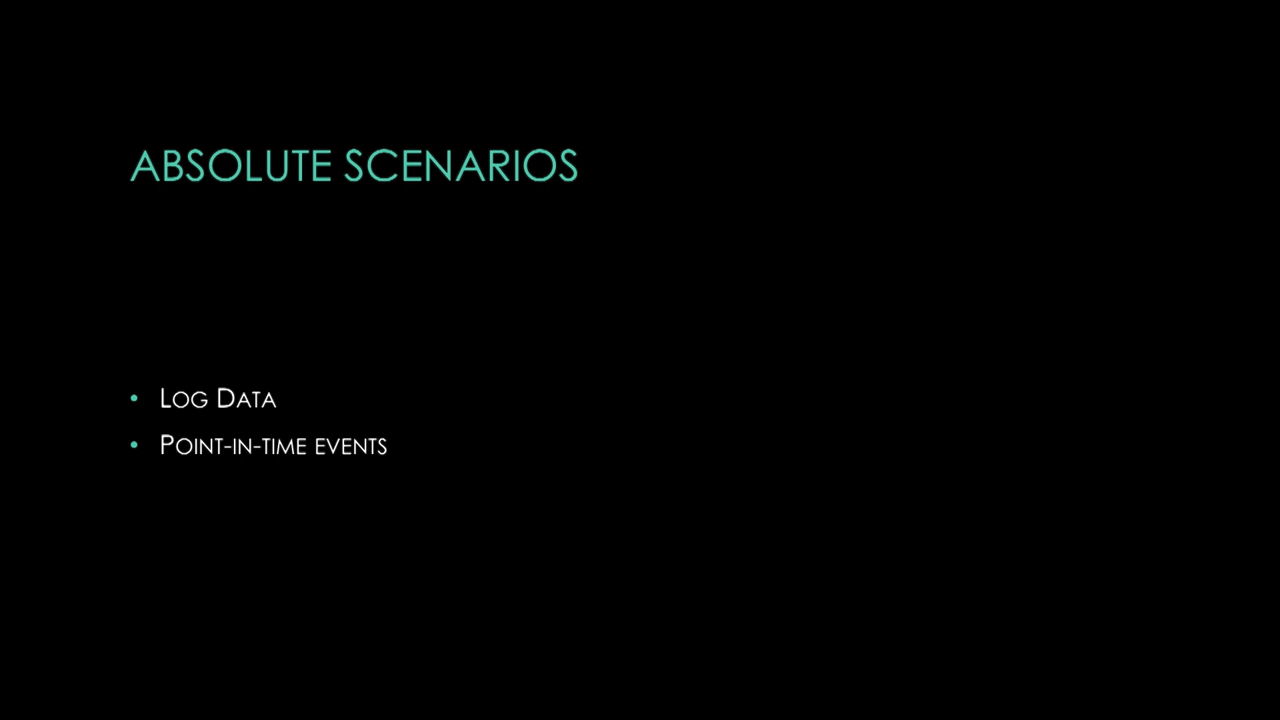 ABSOLUTE SCENARIOS
• Log Data
• Point-in-time events